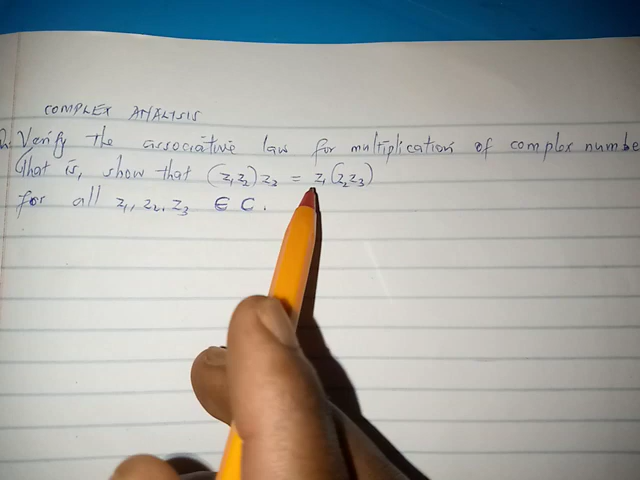 COMPLEX ANALYSIS
Q. Verify the associative law for multiplication of complex numbe
that is, show that (z₁z₂)z₃ = z₁(z₂z₃)
for all z₁, z₂, z₃ ∈ C.